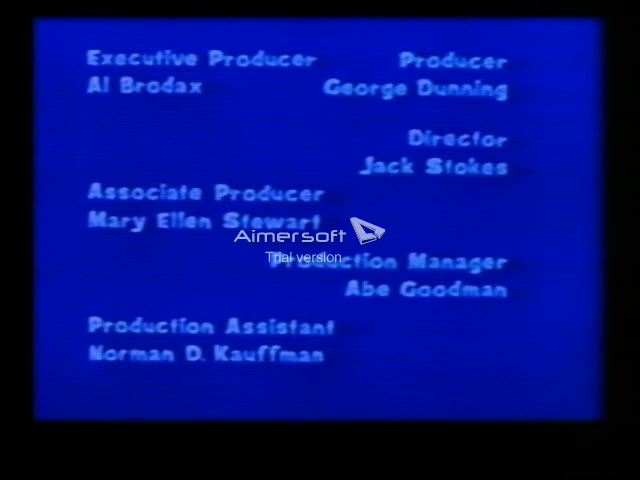 Executive Producer
Al Brodax
Producer
George Dunning
Director
Jack Stokes
Associate Producer
Mary Ellen Stewart
Aimersoft
Trial version
Production Manager
Abe Goodman
Production Assistant
Norman D. Kauffman